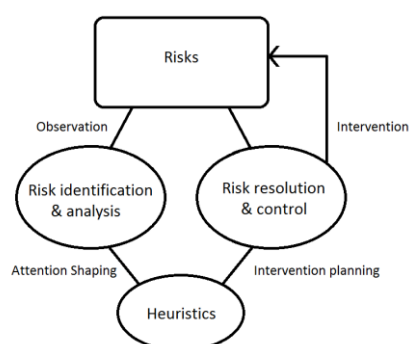 Risks
Observation
Intervention
Risk identification
& analysis
Risk resolution
& control
Attention Shaping
Intervention planning
Heuristics